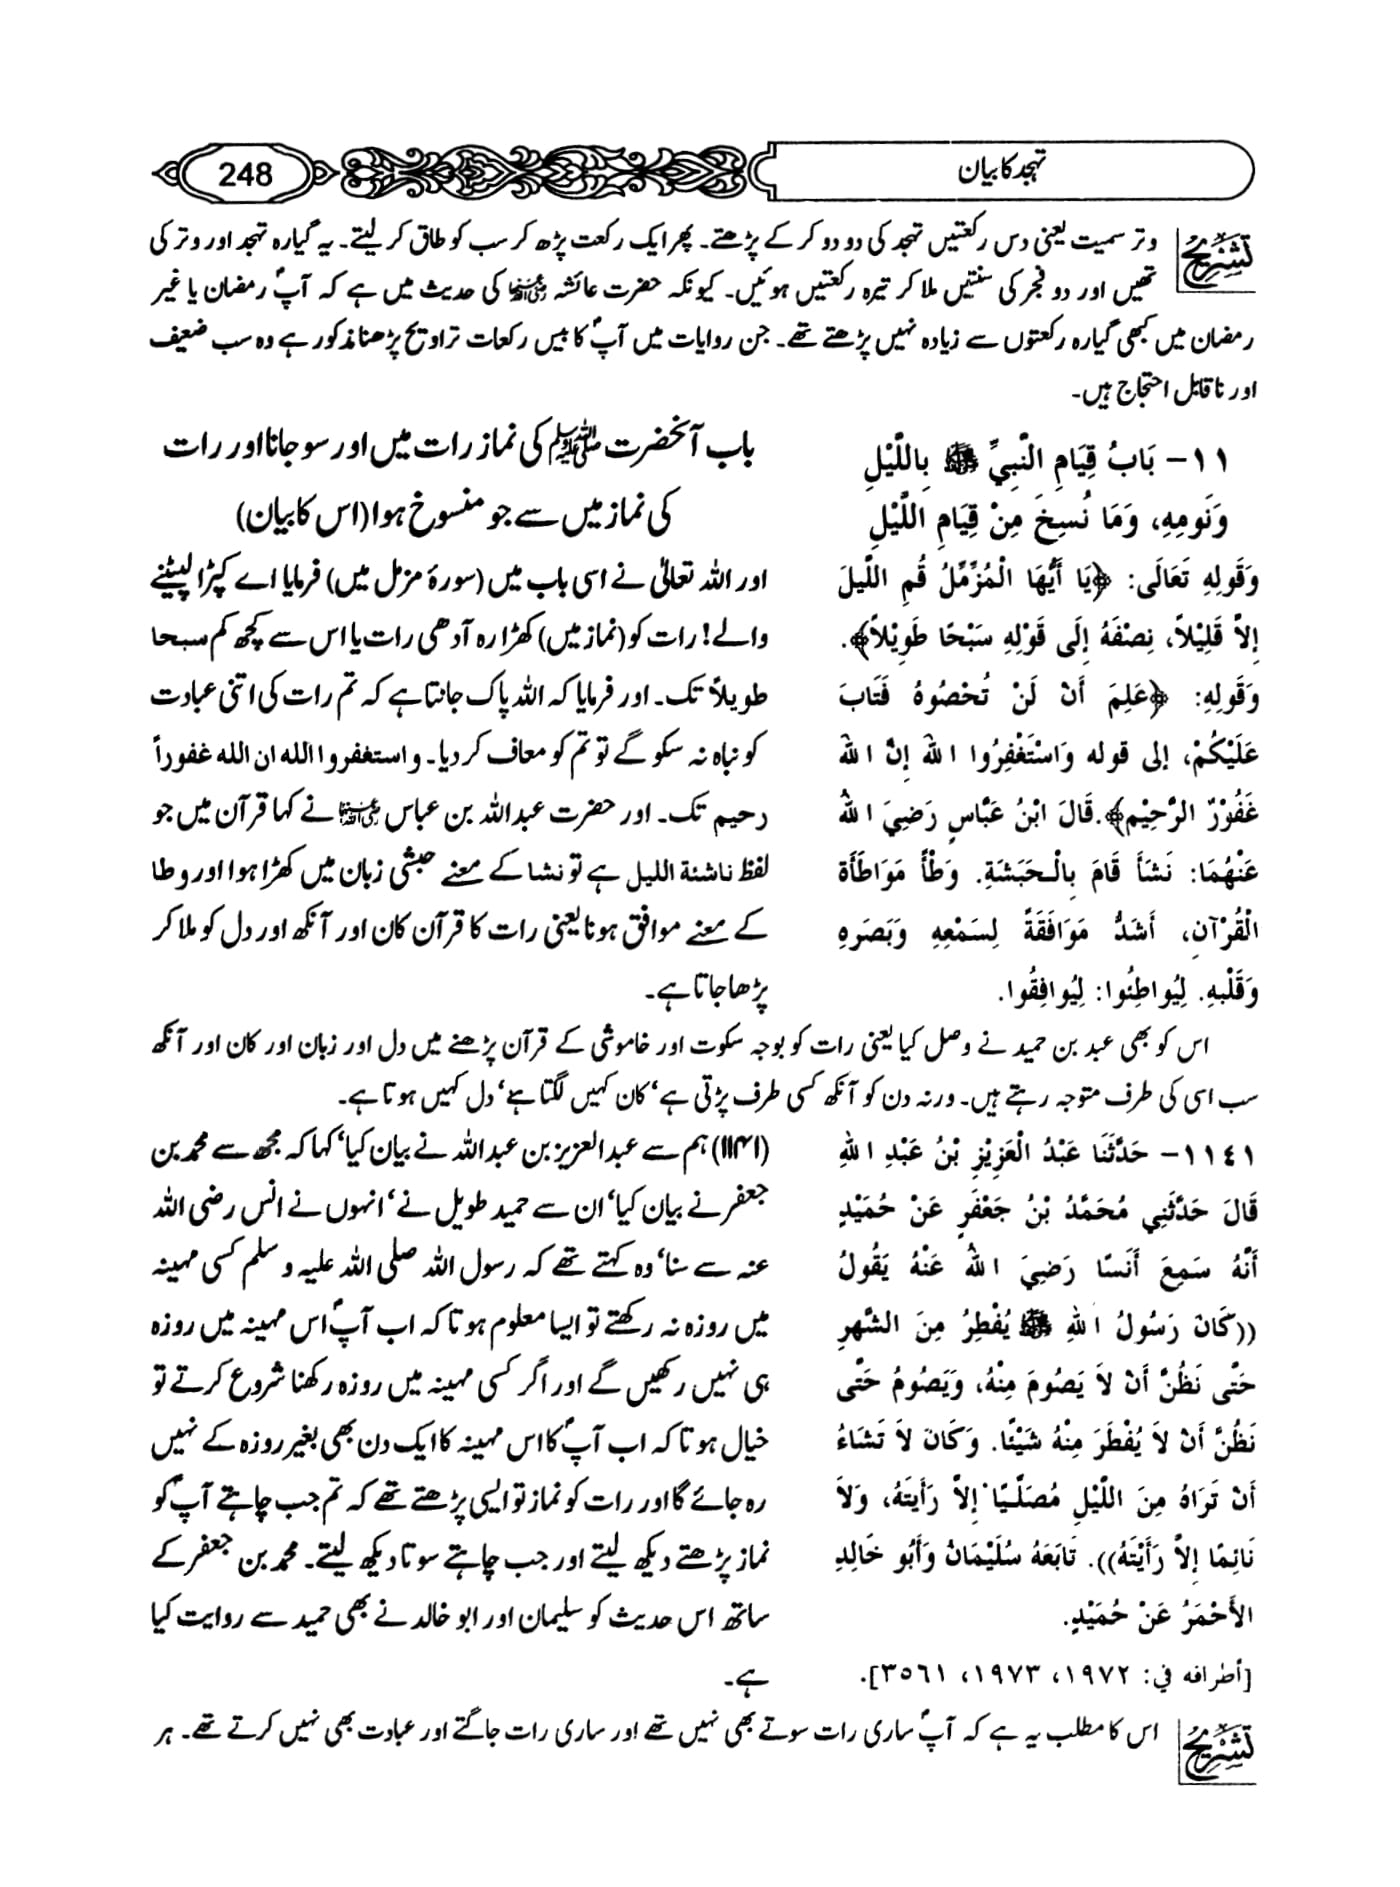 تہجد کا بیان
248
تشریح
وتر سمیت یعنی دس رکعتیں تہجد کی دو دو کر کے پڑھتے۔ پھر ایک رکعت پڑھ کر سب کو طاق کر لیتے۔ یہ گیارہ تہجد اور وتر کی
تھیں اور دو فجر کی سنتیں ملا کر تیرہ رکعتیں ہوئیں۔ کیونکہ حضرت عائشہ رضی اللہ عنہا کی حدیث میں ہے کہ آپؐ رمضان یا غیر
رمضان میں کبھی گیارہ رکعتوں سے زیادہ نہیں پڑھتے تھے۔ جن روایات میں آپؐ کا بیس رکعات تراویح پڑھنا مذکور ہے وہ سب ضعیف
اور ناقابل احتجاج ہیں۔
١١- بَابُ قِيَامِ النَّبِيِّ ﷺ بِاللَّيْلِ
وَنَومِهِ، وَمَا نُسِخَ مِنْ قِيَامِ اللَّيْلِ
وَقَولِهِ تَعَالَى: ﴿يَا أَيُّهَا الْمُزَّمِّلُ قُمِ اللَّيلَ
إِلاَّ قَلِيْلاً، نِصْفَهُ إِلَى قَوْلِهِ سَبْحًا طَوِيْلاً﴾.
وَقَولِهِ: ﴿عَلِمَ أَنْ لَنْ تُحْصُوهُ فَتَابَ
عَلَيْكُمْ، إلى قوله وَاسْتَغْفِرُوا اللهَ إِنَّ اللهَ
غَفُوْرٌ الرَّحِيْم﴾.قَالَ ابْنُ عَبَّاسٍ رَضِيَ اللهُ
عَنْهُمَا: نَشَأَ قَامَ بِالْحَبَشَةِ. وَطْأً مَوَاطَأَةَ
الْقُرْآنِ، أَشَدُّ مَوَافَقَةً لِسَمْعِهِ وَبَصَرِهِ
وَقَلْبهِ. لِيُواطِئُوا: لِيُوافِقُوا.
باب آنحضرت ﷺ کی نماز رات میں اور سو جانا اور رات
کی نماز میں سے جو منسوخ ہوا (اس کا بیان)
اور اللہ تعالیٰ نے اسی باب میں (سورۂ مزمل میں) فرمایا اے کپڑا لپیٹنے
والے! رات کو (نماز میں) کھڑا رہ آدھی رات یا اس سے کچھ کم سبحا
طویلاً تک۔ اور فرمایا کہ اللہ پاک جانتا ہے کہ تم رات کی اتنی عبادت
کو نباہ نہ سکو گے تو تم کو معاف کر دیا۔ واستغفروا الله ان الله غفوراً
رحیم تک۔ اور حضرت عبداللہ بن عباس رضی اللہ عنہما نے کہا قرآن میں جو
لفظ ناشئة الليل ہے تو نشا کے معنے حبشی زبان میں کھڑا ہوا اور وطا
کے معنے موافق ہونا یعنی رات کا قرآن کان اور آنکھ اور دل کو ملا کر
پڑھا جاتا ہے۔
اس کو بھی عبد بن حمید نے وصل کیا یعنی رات کو بوجہ سکوت اور خاموشی کے قرآن پڑھنے میں دل اور زبان اور کان اور آنکھ
سب اسی کی طرف متوجہ رہتے ہیں۔ ورنہ دن کو آنکھ کسی طرف پڑتی ہے‘ کان کہیں لگتا ہے‘ دل کہیں ہوتا ہے۔
١١٤١- حَدَّثَنَا عَبْدُ الْعَزِيْزِ بْنُ عَبْدِ اللهِ
قَالَ حَدَّثَنِي مُحَمَّدُ بْنُ جَعْفَرٍ عَنْ حُمَيْدٍ
أَنَّهُ سَمِعَ أَنَسًا رَضِيَ اللهُ عَنْهُ يَقُولُ
((كَانَ رَسُولُ اللهِ ﷺ يُفْطِرُ مِنَ الشَّهْرِ
حَتَّى نَظُنَّ أَنْ لاَ يَصُومَ مِنْهُ، وَيَصُومُ حَتَّى
نَظُنَّ أَنْ لاَ يُفْطَرَ مِنْهُ شَيْئًا. وَكَانَ لاَ تَشَاءُ
أَنْ تَرَاهُ مِنَ اللَّيْلِ مُصَلِّيًا إِلاَّ رَأَيتَهُ، وَلاَ
نَائِمًا إِلاَّ رَأَيْتَهُ)). تَابَعَهُ سُلَيْمَانُ وَأَبُو خَالِدٍ
الأَحْمَرُ عَنْ حُمَيْدٍ.
[أطرافه في: ١٩٧٢، ١٩٧٣، ٣٥٦١].
(۱۱۴۱) ہم سے عبدالعزیز بن عبداللہ نے بیان کیا‘ کہا کہ مجھ سے محمد بن
جعفر نے بیان کیا‘ ان سے حمید طویل نے‘ انہوں نے انس رضی اللہ
عنہ سے سنا‘ وہ کہتے تھے کہ رسول اللہ صلی اللہ علیہ و سلم کسی مہینہ
میں روزہ نہ رکھتے تو ایسا معلوم ہوتا کہ اب آپؐ اس مہینہ میں روزہ
ہی نہیں رکھیں گے اور اگر کسی مہینہ میں روزہ رکھنا شروع کرتے تو
خیال ہوتا کہ اب آپؐ کا اس مہینہ کا ایک دن بھی بغیر روزہ کے نہیں
رہ جائے گا اور رات کو نماز تو ایسی پڑھتے تھے کہ تم جب چاہتے آپؐ کو
نماز پڑھتے دیکھ لیتے اور جب چاہتے سوتا دیکھ لیتے۔ محمد بن جعفر کے
ساتھ اس حدیث کو سلیمان اور ابو خالد نے بھی حمید سے روایت کیا
ہے۔
تشریح
اس کا مطلب یہ ہے کہ آپؐ ساری رات سوتے بھی نہیں تھے اور ساری رات جاگتے اور عبادت بھی نہیں کرتے تھے۔ ہر